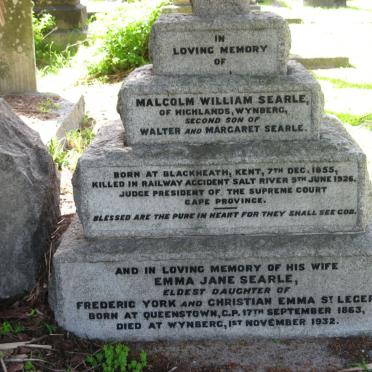 IN
LOVING MEMORY
OF
MALCOLM WILLIAM SEARLE,
OF HIGHLANDS, WYNBERG,
SECOND SON OF
WALTER AND MARGARET SEARLE.
BORN AT BLACKHEATH, KENT, 7TH DEC. 1855,
KILLED IN RAILWAY ACCIDENT SALT RIVER 9TH JUNE 1926.
JUDGE PRESIDENT OF THE SUPREME COURT
CAPE PROVINCE.
BLESSED ARE THE PURE IN HEART FOR THEY SHALL SEE GOD.
AND IN LOVING MEMORY OF HIS WIFE
EMMA JANE SEARLE,
ELDEST DAUGHTER OF
FREDERIC YORK AND CHRISTIAN EMMA ST LEGER
BORN AT QUEENSTOWN, C.P. 17TH SEPTEMBER 1863,
DIED AT WYNBERG, 1ST NOVEMBER 1932.